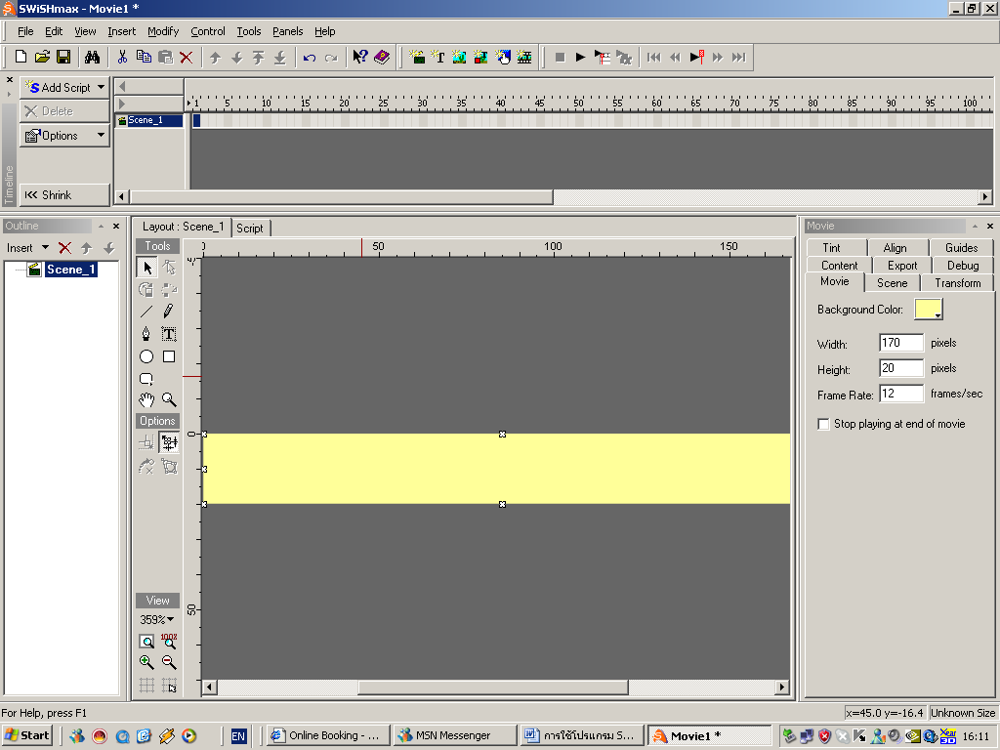 SWiSHmax - Movie1 *
File Edit View Insert Modify Control Tools Panels Help
Add Script
Delete
Options
Shrink
Timeline
1 5 10 15 20 25 30 35 40 45 50 55 60 65 70 75 80 85 90 95 100
Scene_1
Outline
Insert
Scene_1
Layout : Scene_1 Script
Tools
0 50 100 150
-5
0
50
Options
View
359%
100%
Movie
Tint Align Guides
Content Export Debug
Movie Scene Transform
Background Color:
Width: 170 pixels
Height: 20 pixels
Frame Rate: 12 frames/sec
Stop playing at end of movie
For Help, press F1
x=45.0 y=-16.4 Unknown Size
Start EN Online Booking - ... MSN Messenger การใช้โปรแกรม S... Movie1 * 16:11